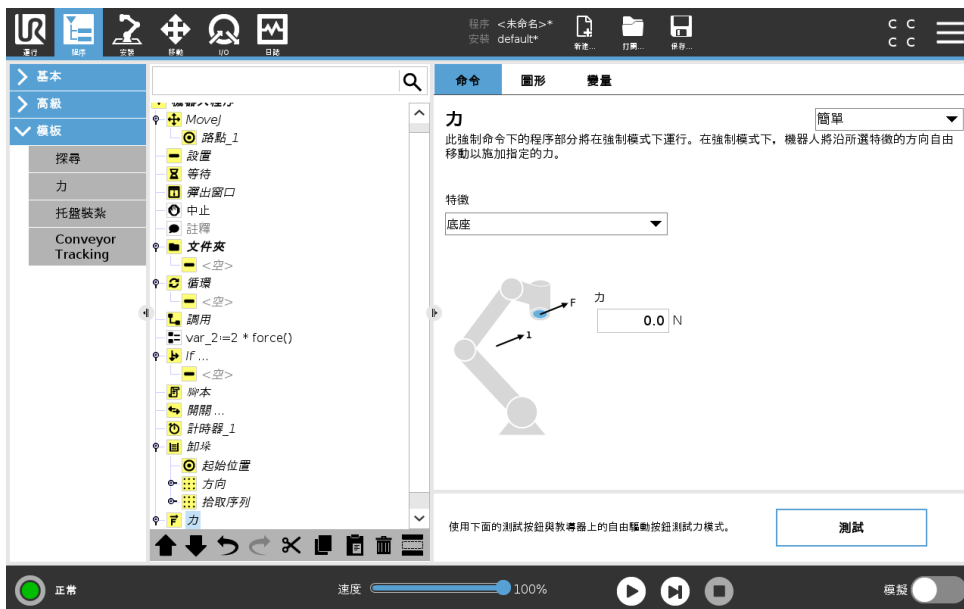 UR
運行
程序
安裝
移動
I/O
日誌
程序 <未命名>*
安裝 default*
新建...
打開...
保存...
C C
C C
基本
高級
模板
探尋
力
托盤裝紮
Conveyor
Tracking
機器人程序
MoveJ
路點_1
設置
等待
彈出窗口
中止
註釋
文件夾
<空>
循環
<空>
調用
var_2:=2 * force()
If ...
<空>
腳本
開關 ...
計時器_1
卸垛
起始位置
方向
拾取序列
力
命令 圖形 變量
力
簡單
此強制命令下的程序部分將在強制模式下運行。在強制模式下，機器人將沿所選特徵的方向自由
移動以施加指定的力。
特徵
底座
F
1
力
0.0 N
使用下面的測試按鈕與教導器上的自由驅動按鈕測試力模式。
測試
正常
速度
100%
模擬